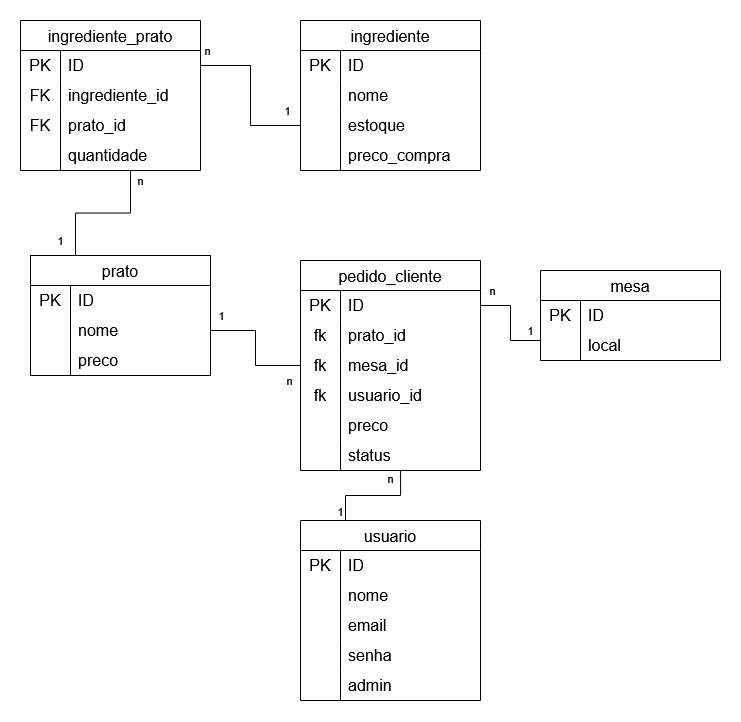 ingrediente_prato
PK ID
FK ingrediente_id
FK prato_id
quantidade
n
1
ingrediente
PK ID
nome
estoque
preco_compra
n
1
prato
PK ID
nome
preco
1
n
pedido_cliente
PK ID
fk prato_id
fk mesa_id
fk usuario_id
preco
status
n
1
mesa
PK ID
local
n
1
usuario
PK ID
nome
email
senha
admin